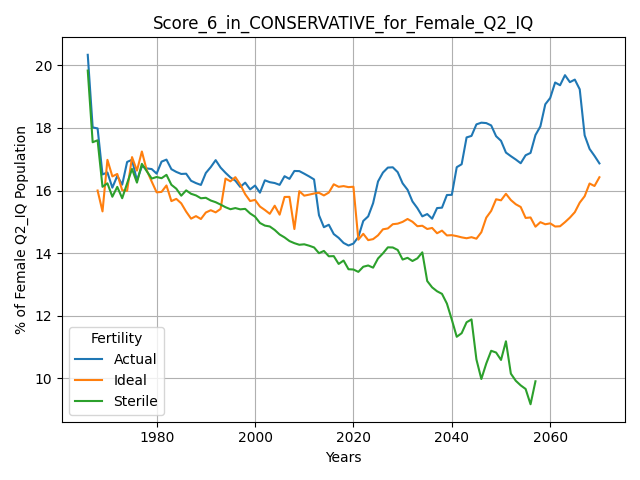 Score_6_in_CONSERVATIVE_for_Female_Q2_IQ
% of Female Q2_IQ Population
20
18
16
14
12
10
Fertility
Actual
Ideal
Sterile
1980
2000
2020
2040
2060
Years